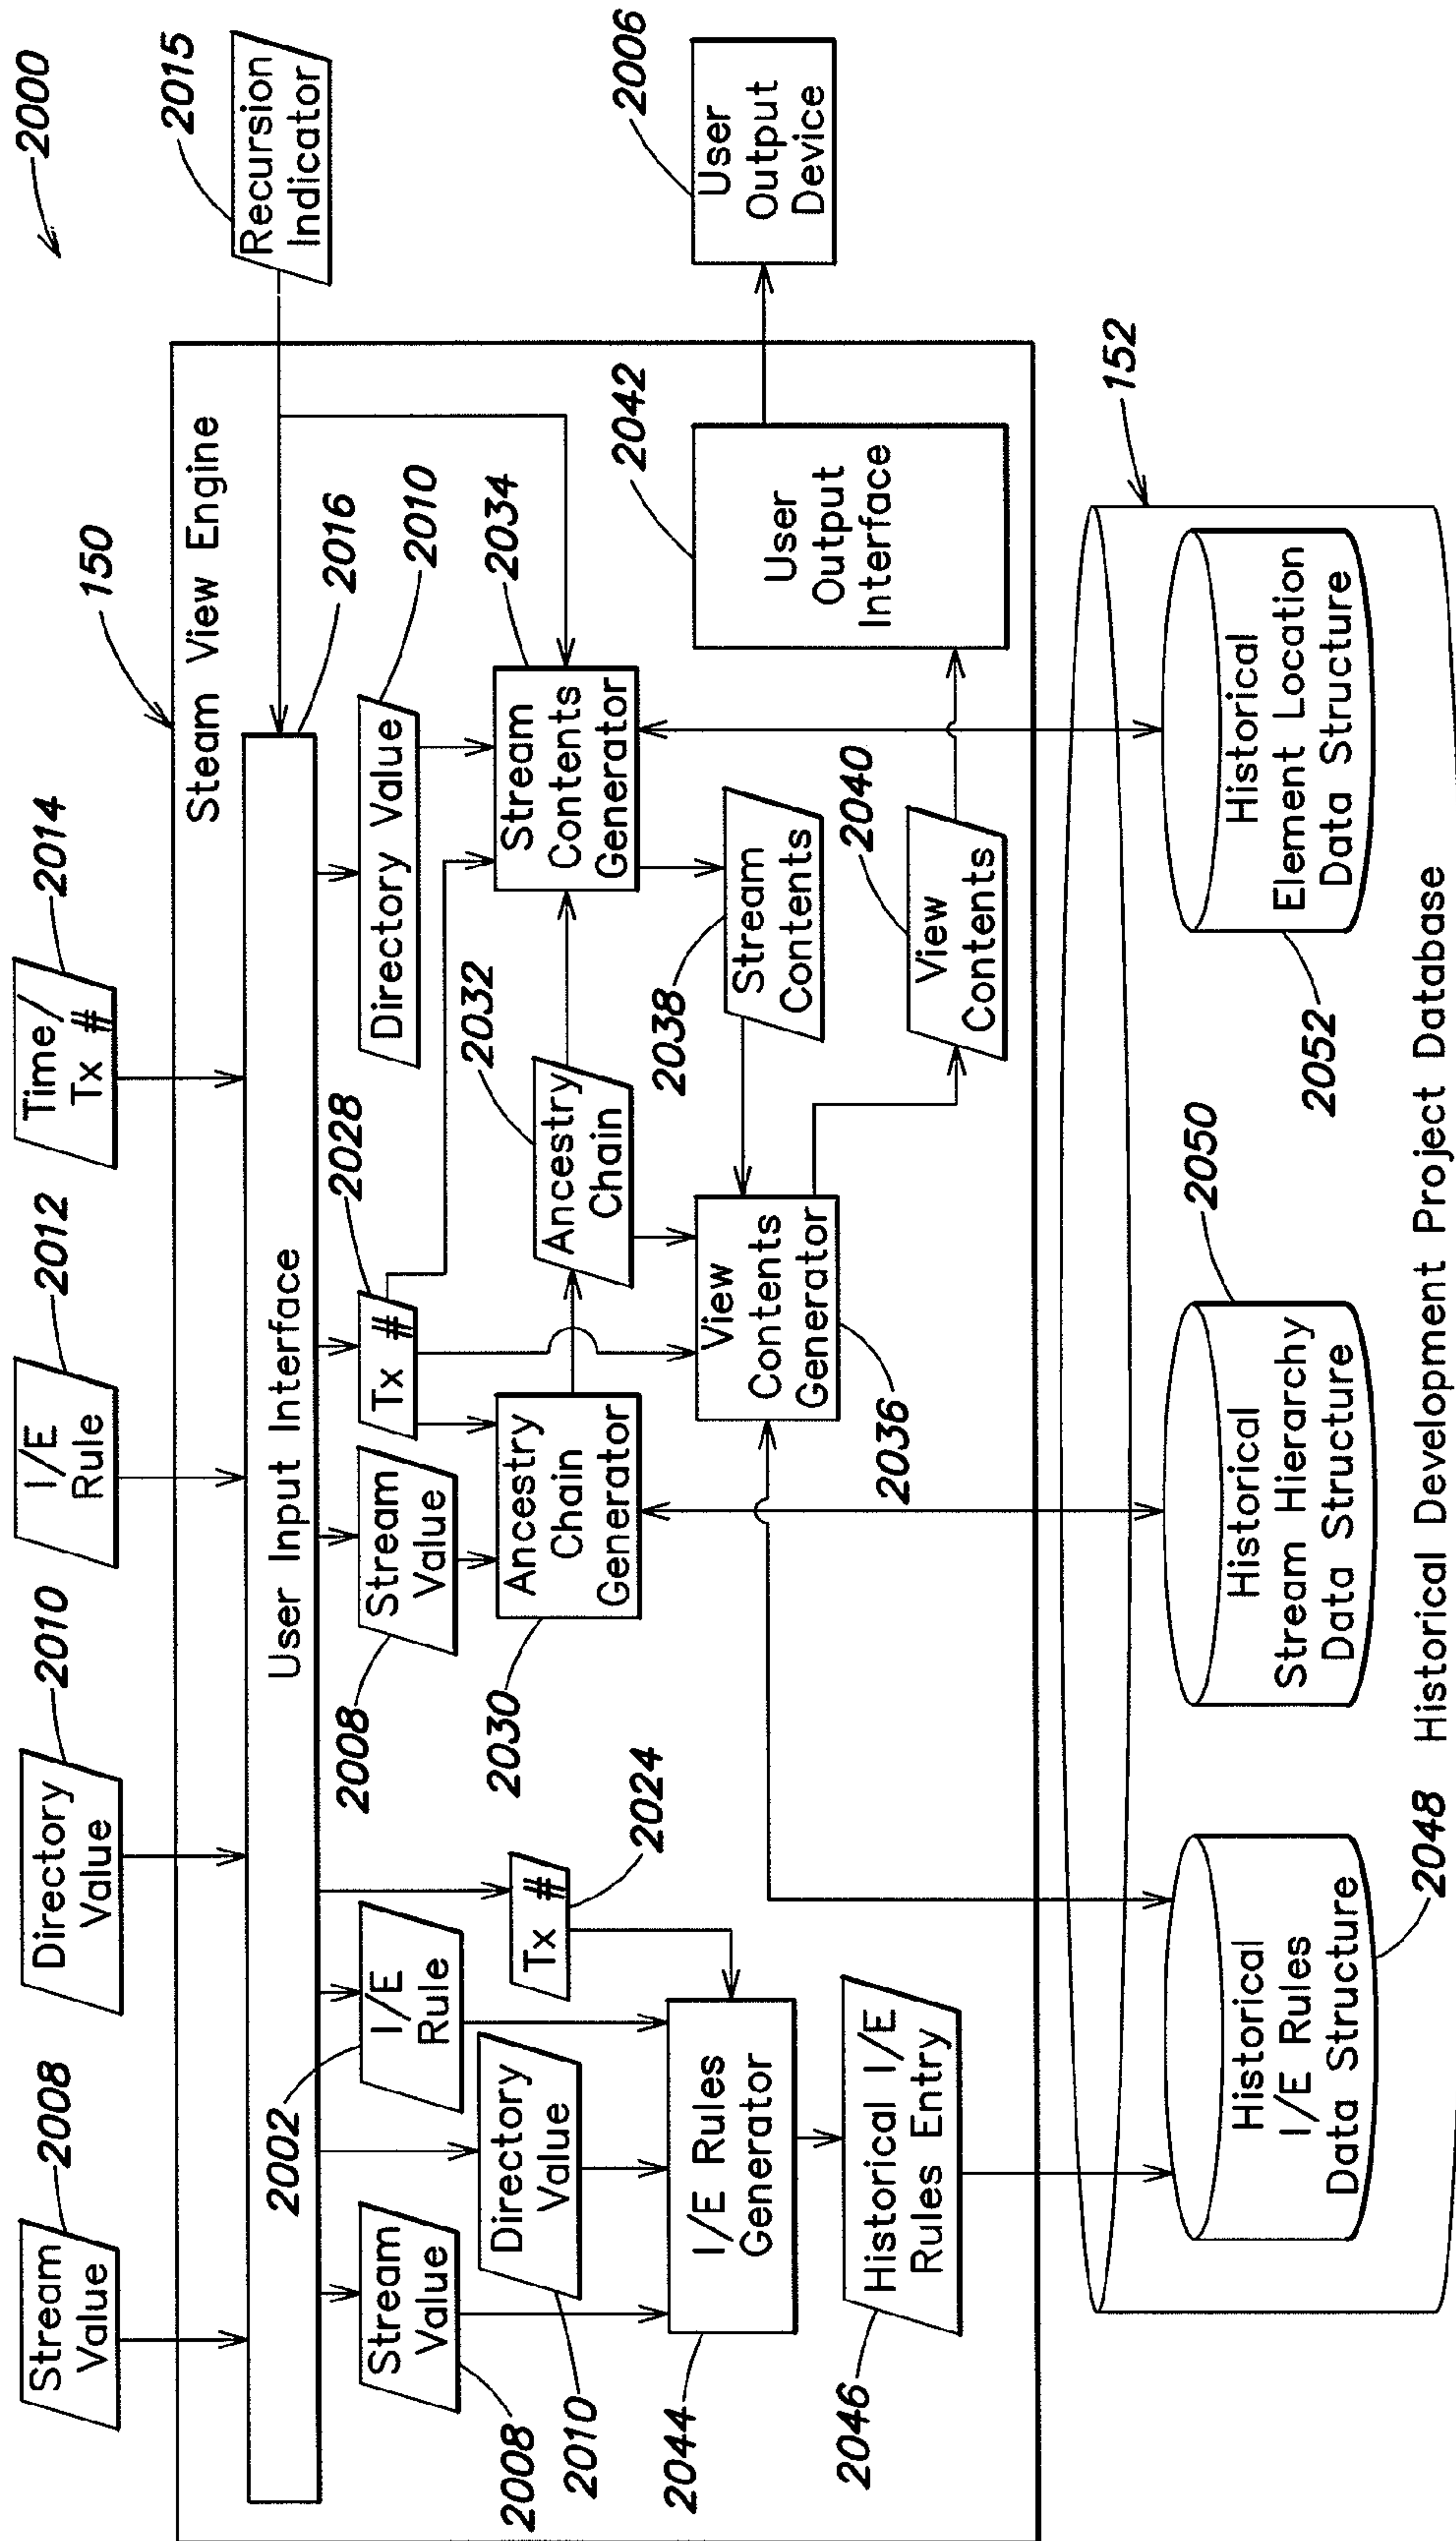 2000
Stream
Value
2008
Directory
Value
2010
I/E
Rule
2012
Time/
Tx #
2014
150
Recursion
Indicator
2015
Steam View Engine
User Input Interface
2016
2002
Stream
Value
2008
Directory
Value
2010
I/E
Rule
Tx #
2024
Stream
Value
2008
Tx #
2028
Directory Value
2010
I/E Rules
Generator
2044
Ancestry
Chain
Generator
2030
Ancestry
Chain
2032
Stream
Contents
Generator
2034
Historical I/E
Rules Entry
2046
View
Contents
Generator
2036
Stream
Contents
2038
View
Contents
2040
User
Output
Interface
2042
User
Output
Device
2006
152
Historical
I/E Rules
Data Structure
2048
Historical
Stream Hierarchy
Data Structure
2050
Historical
Element Location
Data Structure
2052
Historical Development Project Database